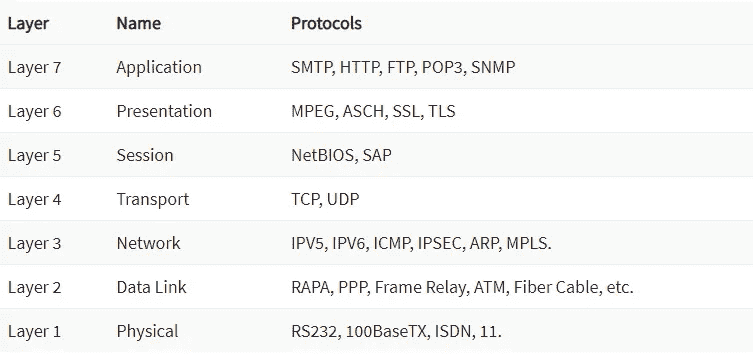 Layer Name Protocols
Layer 7 Application SMTP, HTTP, FTP, POP3, SNMP
Layer 6 Presentation MPEG, ASCH, SSL, TLS
Layer 5 Session NetBIOS, SAP
Layer 4 Transport TCP, UDP
Layer 3 Network IPV5, IPV6, ICMP, IPSEC, ARP, MPLS.
Layer 2 Data Link RAPA, PPP, Frame Relay, ATM, Fiber Cable, etc.
Layer 1 Physical RS232, 100BaseTX, ISDN, 11.